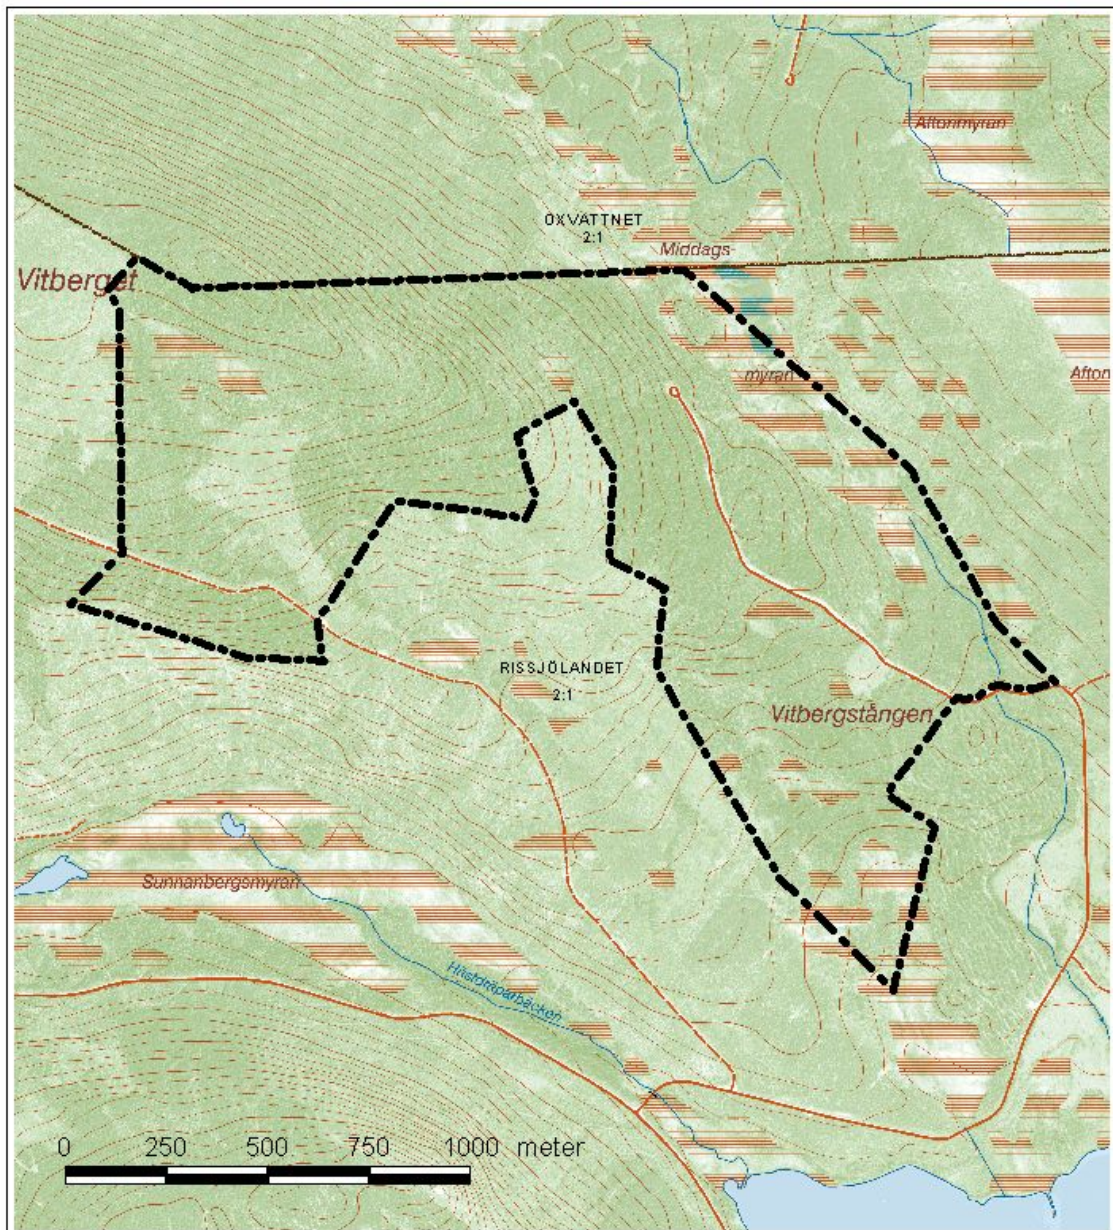 Aftonmyran
OXVATTNET
2:1
Middags-
Vitberget
myran
Afton
RISSJÖLANDET
2:1
Vitbergstången
Sunnanbergsmyran
Hästdråparbäcken
0 250 500 750 1000 meter